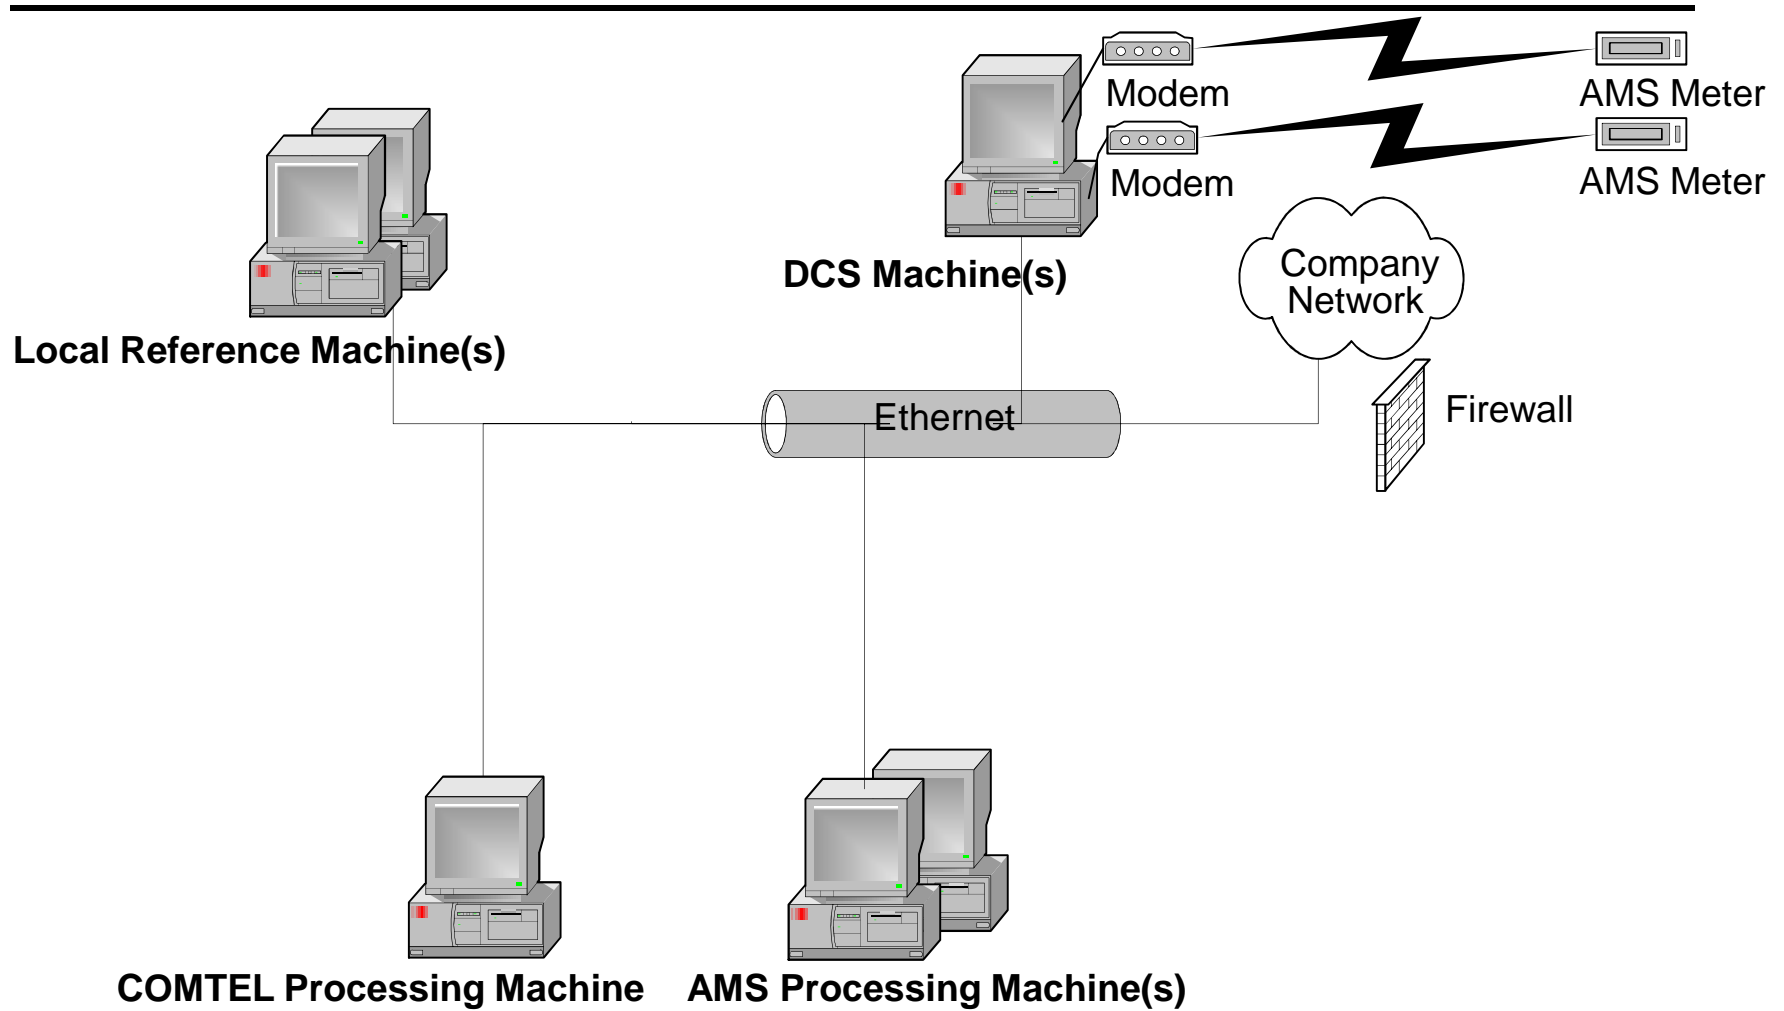 Modem
AMS Meter
Modem
AMS Meter
DCS Machine(s)
Company
Network
Local Reference Machine(s)
Ethernet
Firewall
COMTEL Processing Machine
AMS Processing Machine(s)